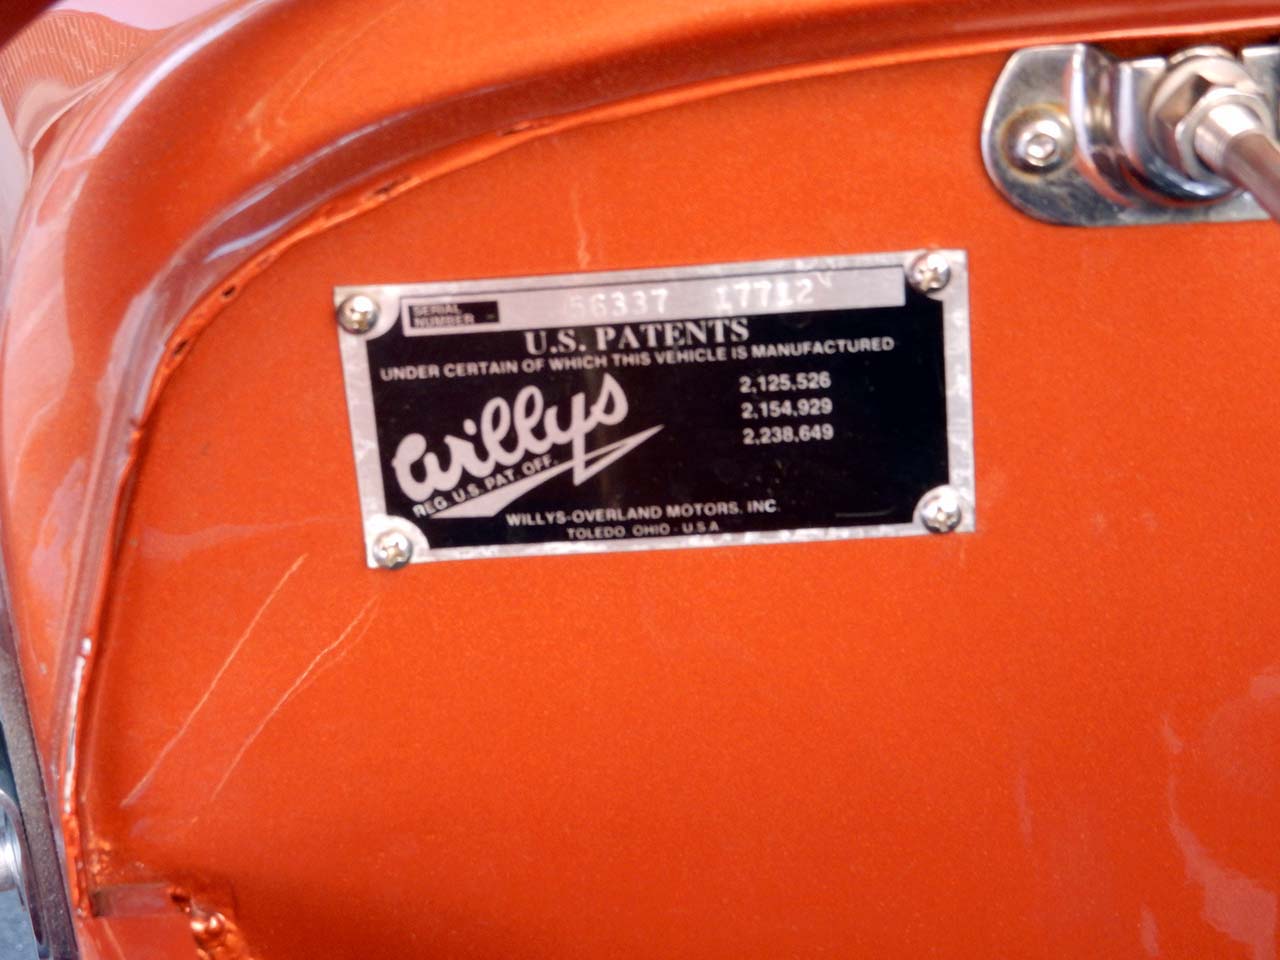 SERIAL
NUMBER
56337 17712
U.S. PATENTS
UNDER CERTAIN OF WHICH THIS VEHICLE IS MANUFACTURED
2,125,526
2,154,929
2,238,649
Willys
REG. U.S. PAT. OFF.
WILLYS-OVERLAND MOTORS, INC.
TOLEDO, OHIO - U.S.A